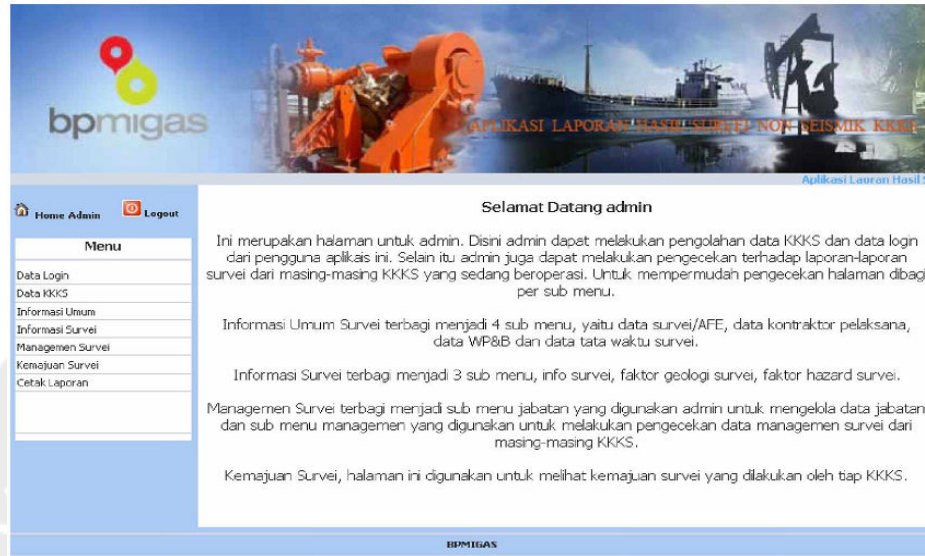 bpmigas
APLIKASI LAPORAN HASIL SURVEI NON SEISMIK KKKS
Aplikasi Lauran Hasil S
Home Admin
Logout
Menu
Data Login
Data KKKS
Informasi Umum
Informasi Survei
Managemen Survei
Kemajuan Survei
Cetak Laporan
Selamat Datang admin
Ini merupakan halaman untuk admin. Disini admin dapat melakukan pengolahan data KKKS dan data login
dari pengguna aplikais ini. Selain itu admin juga dapat melakukan pengecekan terhadap laporan-laporan
survei dari masing-masing KKKS yang sedang beroperasi. Untuk mempermudah pengecekan halaman dibagi
per sub menu.
Informasi Umum Survei terbagi menjadi 4 sub menu, yaitu data survei/AFE, data kontraktor pelaksana,
data WP&B dan data tata waktu survei.
Informasi Survei terbagi menjadi 3 sub menu, info survei, faktor geologi survei, faktor hazard survei.
Managemen Survei terbagi menjadi sub menu jabatan yang digunakan admin untuk mengelola data jabatan
dan sub menu managemen yang digunakan untuk melakukan pengecekan data managemen survei dari
masing-masing KKKS.
Kemajuan Survei, halaman ini digunakan untuk melihat kemajuan survei yang dilakukan oleh tiap KKKS.
BPMIGAS